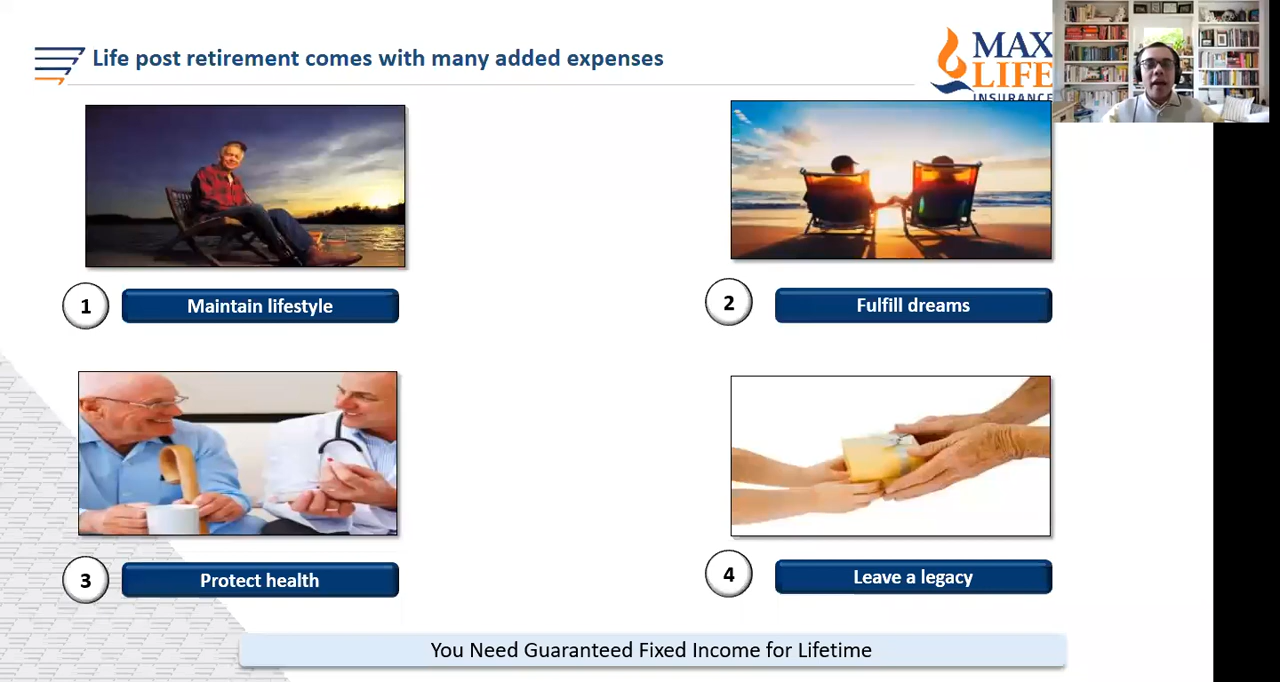 Life post retirement comes with many added expenses
MAX
LIFE
INSURANCE
1
Maintain lifestyle
2
Fulfill dreams
3
Protect health
4
Leave a legacy
You Need Guaranteed Fixed Income for Lifetime